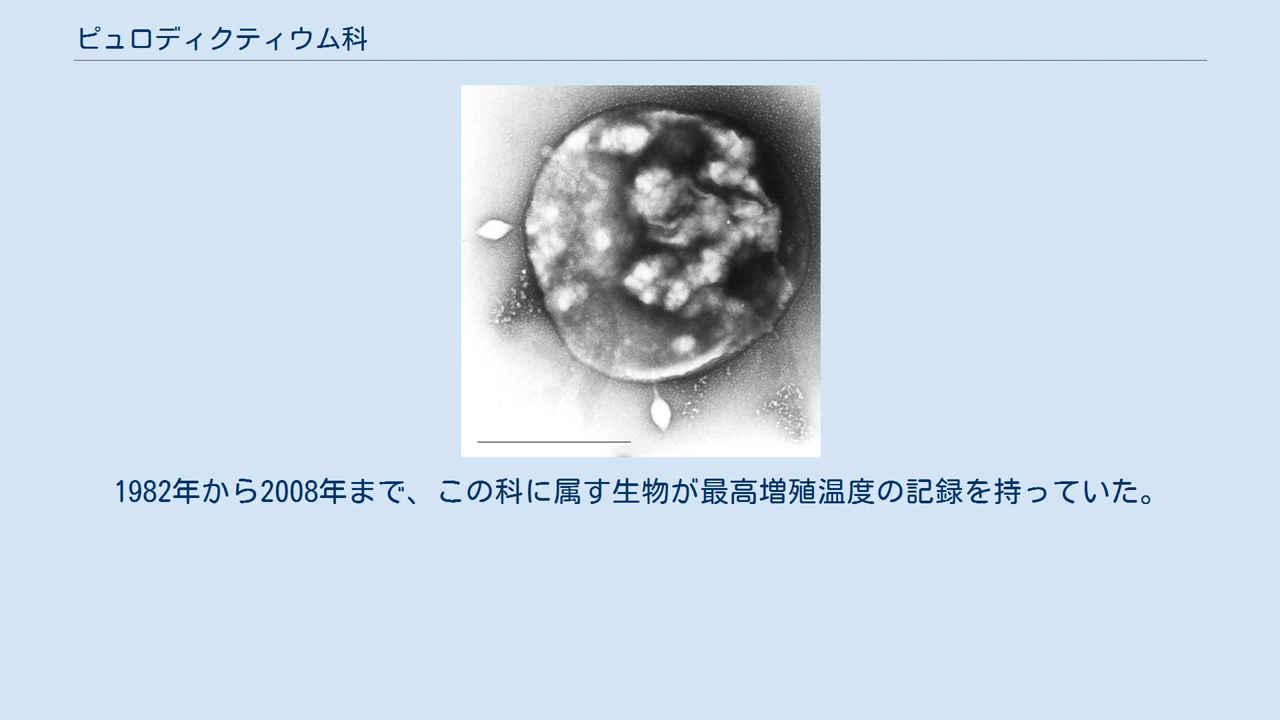 ピュロディクティウム科
1982年から2008年まで、この科に属す生物が最高増殖温度の記録を持っていた。